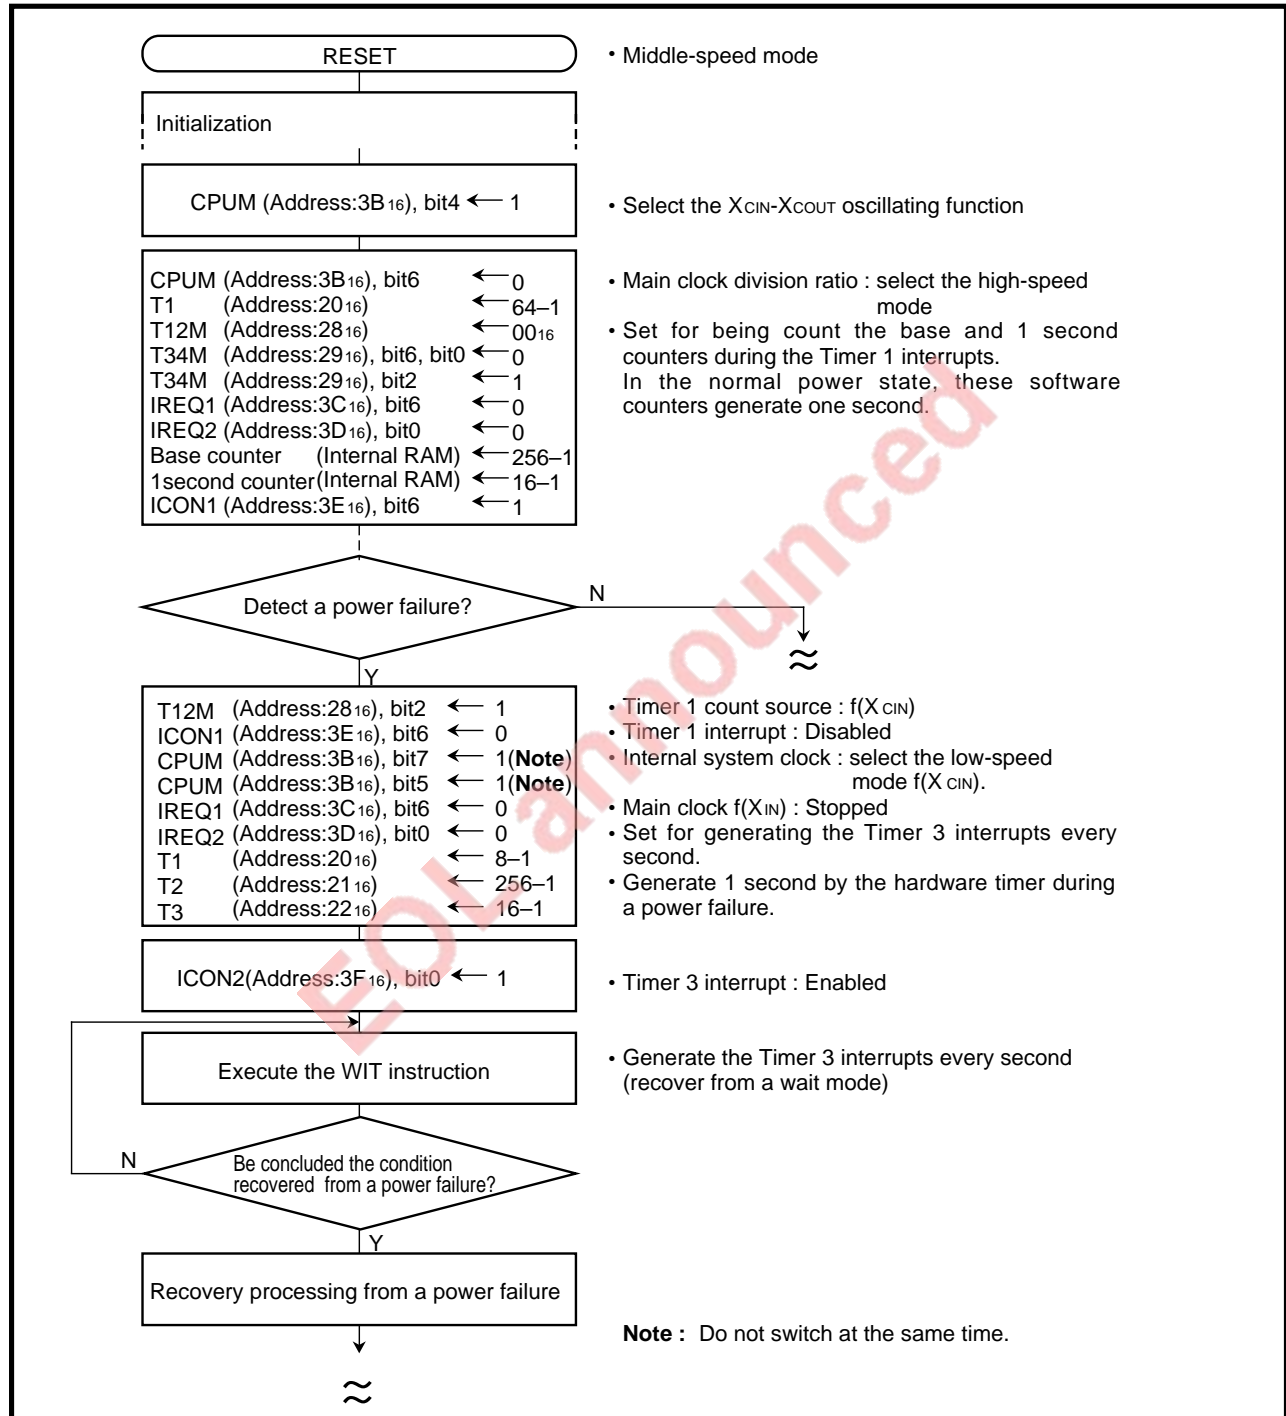 RESET
• Middle-speed mode
Initialization
CPUM (Address:3B16), bit4 ← 1
• Select the XCIN-XCOUT oscillating function
CPUM (Address:3B16), bit6 ← 0
T1 (Address:2016) ← 64–1
T12M (Address:2816) ← 0016
T34M (Address:2916), bit6, bit0 ← 0
T34M (Address:2916), bit2 ← 1
IREQ1 (Address:3C16), bit6 ← 0
IREQ2 (Address:3D16), bit0 ← 0
Base counter (Internal RAM) ← 256–1
1second counter(Internal RAM) ← 16–1
ICON1 (Address:3E16), bit6 ← 1
• Main clock division ratio : select the high-speed
mode
• Set for being count the base and 1 second
counters during the Timer 1 interrupts.
In the normal power state, these software
counters generate one second.
Detect a power failure?
N
Y
T12M (Address:2816), bit2 ← 1
ICON1 (Address:3E16), bit6 ← 0
CPUM (Address:3B16), bit7 ← 1(Note)
CPUM (Address:3B16), bit5 ← 1(Note)
IREQ1 (Address:3C16), bit6 ← 0
IREQ2 (Address:3D16), bit0 ← 0
T1 (Address:2016) ← 8–1
T2 (Address:2116) ← 256–1
T3 (Address:2216) ← 16–1
• Timer 1 count source : f(XCIN)
• Timer 1 interrupt : Disabled
• Internal system clock : select the low-speed
mode f(XCIN).
• Main clock f(XIN) : Stopped
• Set for generating the Timer 3 interrupts every
second.
• Generate 1 second by the hardware timer during
a power failure.
ICON2(Address:3F16), bit0 ← 1
• Timer 3 interrupt : Enabled
Execute the WIT instruction
• Generate the Timer 3 interrupts every second
(recover from a wait mode)
N
Be concluded the condition
recovered from a power failure?
Y
Recovery processing from a power failure
Note : Do not switch at the same time.
EOL announced